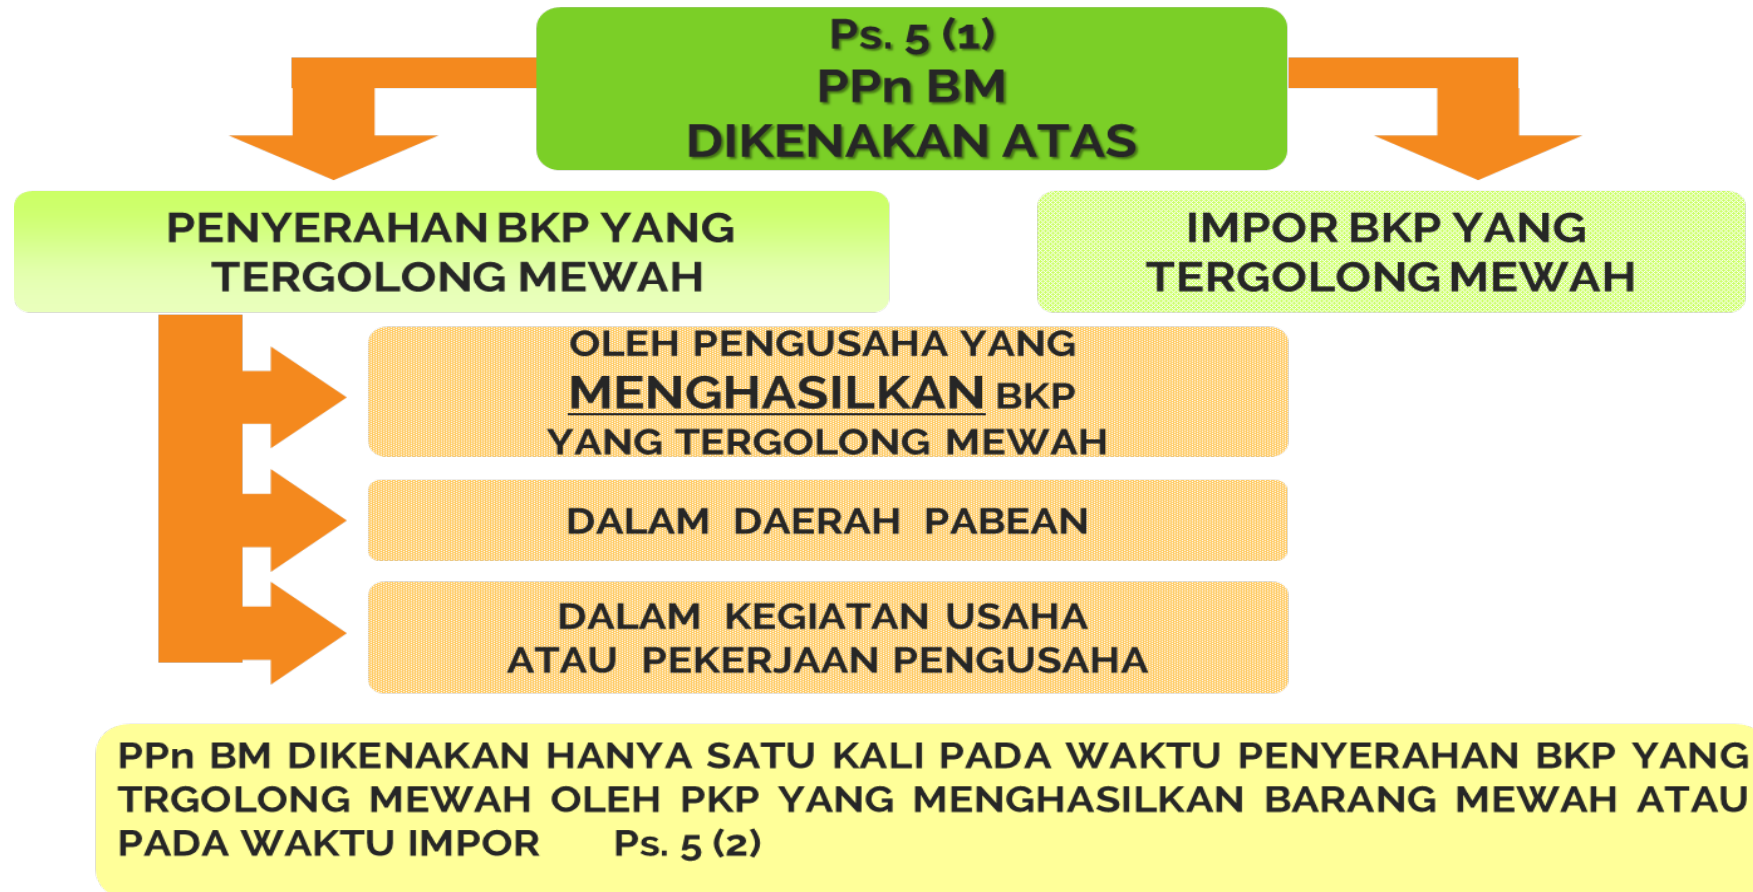 Ps. 5 (1)
PPn BM
DIKENAKAN ATAS
PENYERAHAN BKP YANG
TERGOLONG MEWAH
IMPOR BKP YANG
TERGOLONG MEWAH
OLEH PENGUSAHA YANG
MENGHASILKAN BKP
YANG TERGOLONG MEWAH
DALAM DAERAH PABEAN
DALAM KEGIATAN USAHA
ATAU PEKERJAAN PENGUSAHA
PPn BM DIKENAKAN HANYA SATU KALI PADA WAKTU PENYERAHAN BKP YANG
TRGOLONG MEWAH OLEH PKP YANG MENGHASILKAN BARANG MEWAH ATAU
PADA WAKTU IMPOR Ps. 5 (2)